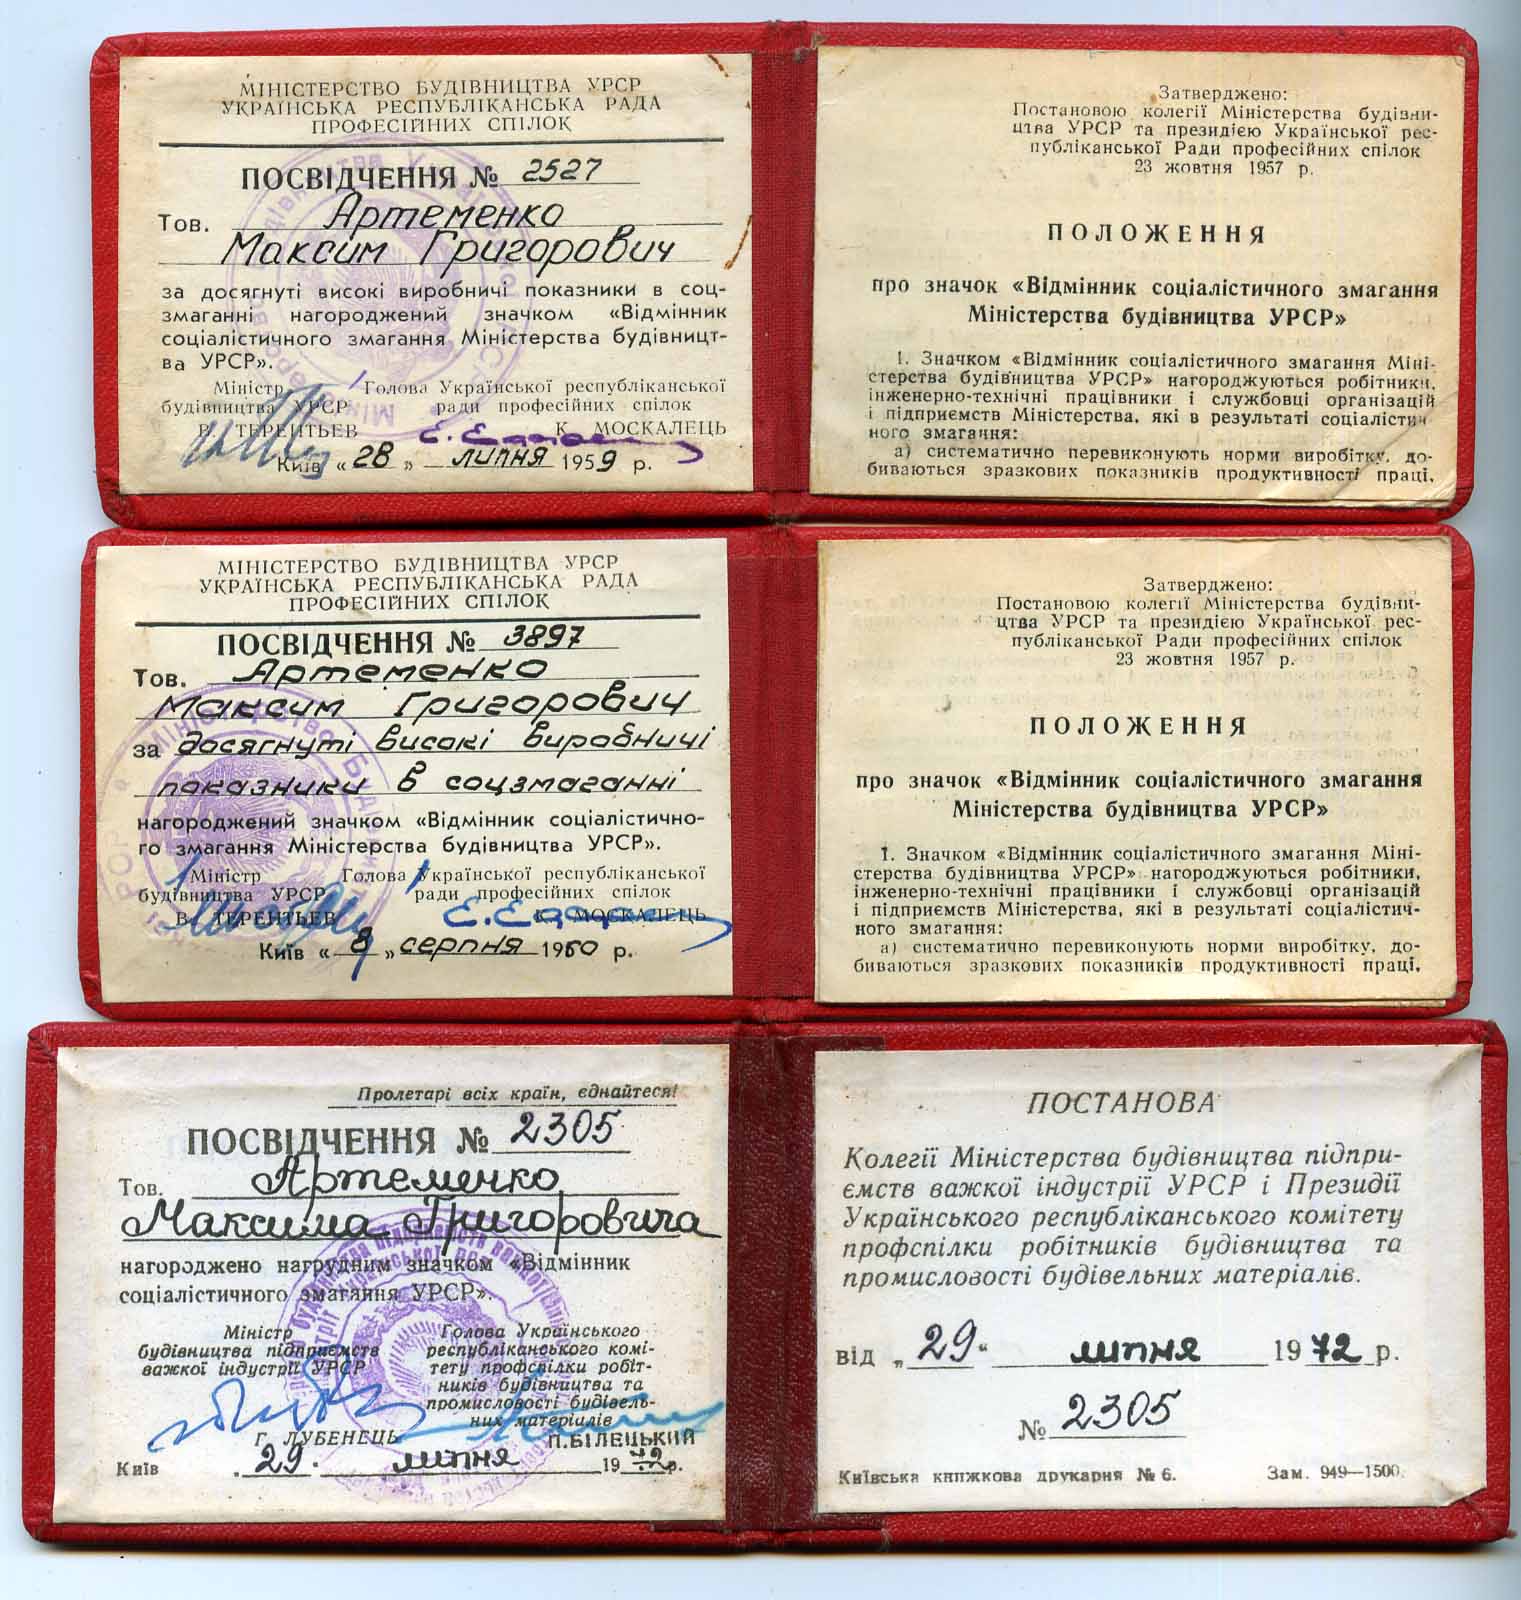 МІНІСТЕРСТВО БУДІВНИЦТВА УРСР
УКРАЇНСЬКА РЕСПУБЛІКАНСЬКА РАДА
ПРОФЕСІЙНИХ СПІЛОК
ПОСВІДЧЕННЯ № 2527
Тов. Артеменко
Максим Григорович
за досягнуті високі виробничі показники в соц-
змаганні нагороджений значком «Відмінник
соціалістичного змагання Міністерства будівницт-
ва УРСР».
Міністр Голова Української республіканської
будівництва УРСР ради професійних спілок
В. ТЕРЕНТЬЕВ К. МОСКАЛЕЦЬ
Київ «28» липня 1959 р.
Затверджено:
Постановою колегії Міністерства будівни-
цтва УРСР та президією Української рес-
публіканської Ради професійних спілок
23 жовтня 1957 р.
ПОЛОЖЕННЯ
про значок «Відмінник соціалістичного змагання
Міністерства будівництва УРСР»
1. Значком «Відмінник соціалістичного змагання Міні-
стерства будівництва УРСР» нагороджуються робітники,
інженерно-технічні працівники і службовці організацій
і підприємств Міністерства, які в результаті соціалістич-
ного змагання:
а) систематично перевиконують норми виробітку, до-
биваються зразкових показників продуктивності праці,
МІНІСТЕРСТВО БУДІВНИЦТВА УРСР
УКРАЇНСЬКА РЕСПУБЛІКАНСЬКА РАДА
ПРОФЕСІЙНИХ СПІЛОК
ПОСВІДЧЕННЯ № 3897
Тов. Артеменко
Максим Григорович
за досягнуті високі виробничі
показники в соцзмаганні
нагороджений значком «Відмінник соціалістично-
го змагання Міністерства будівництва УРСР».
Міністр Голова Української республіканської
будівництва УРСР ради професійних спілок
В. ТЕРЕНТЬЕВ К. МОСКАЛЕЦЬ
Київ «8» серпня 1960 р.
Затверджено:
Постановою колегії Міністерства будівни-
цтва УРСР та президією Української рес-
публіканської Ради професійних спілок
23 жовтня 1957 р.
ПОЛОЖЕННЯ
про значок «Відмінник соціалістичного змагання
Міністерства будівництва УРСР»
1. Значком «Відмінник соціалістичного змагання Міні-
стерства будівництва УРСР» нагороджуються робітники,
інженерно-технічні працівники і службовці організацій
і підприємств Міністерства, які в результаті соціалістич-
ного змагання:
а) систематично перевиконують норми виробітку, до-
биваються зразкових показників продуктивності праці,
Пролетарі всіх країн, єднайтеся!
ПОСВІДЧЕННЯ № 2305
Тов. Артеменко
Максима Григоровича
нагороджено нагрудним значком «Відмінник
соціалістичного змагання УРСР».
Міністр Голова Українського
будівництва підприємств республіканського комі-
важкої індустрії УРСР тету профспілки робіт-
ників будівництва та
промисловості будівель-
них матеріалів
Г. ЛУБЕНЕЦЬ П. БІЛЕЦЬКИЙ
Київ 29 липня 1972 р.
ПОСТАНОВА
Колегії Міністерства будівництва підпри-
ємств важкої індустрії УРСР і Президії
Українського республіканського комітету
профспілки робітників будівництва та
промисловості будівельних матеріалів.
від „29“ липня 1972 р.
№ 2305
Київська книжкова друкарня № 6. Зам. 949—1500.